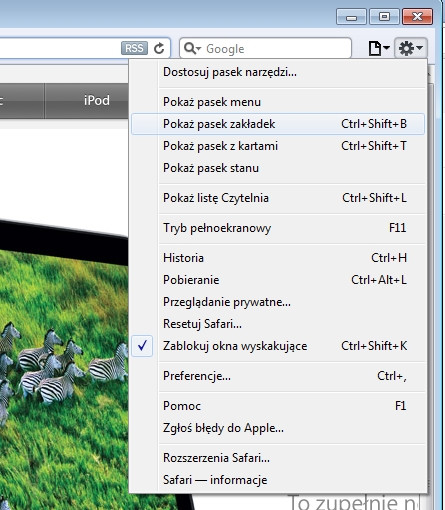 RSS
Google
iPod
Dostosuj pasek narzędzi...
Pokaż pasek menu
Pokaż pasek zakładek Ctrl+Shift+B
Pokaż pasek z kartami Ctrl+Shift+T
Pokaż pasek stanu
Pokaż listę Czytelnia Ctrl+Shift+L
Tryb pełnoekranowy F11
Historia Ctrl+H
Pobieranie Ctrl+Alt+L
Przeglądanie prywatne...
Resetuj Safari...
Zablokuj okna wyskakujące Ctrl+Shift+K
Preferencje... Ctrl+,
Pomoc F1
Zgłoś błędy do Apple...
Rozszerzenia Safari...
Safari — informacje
To zupełnie n